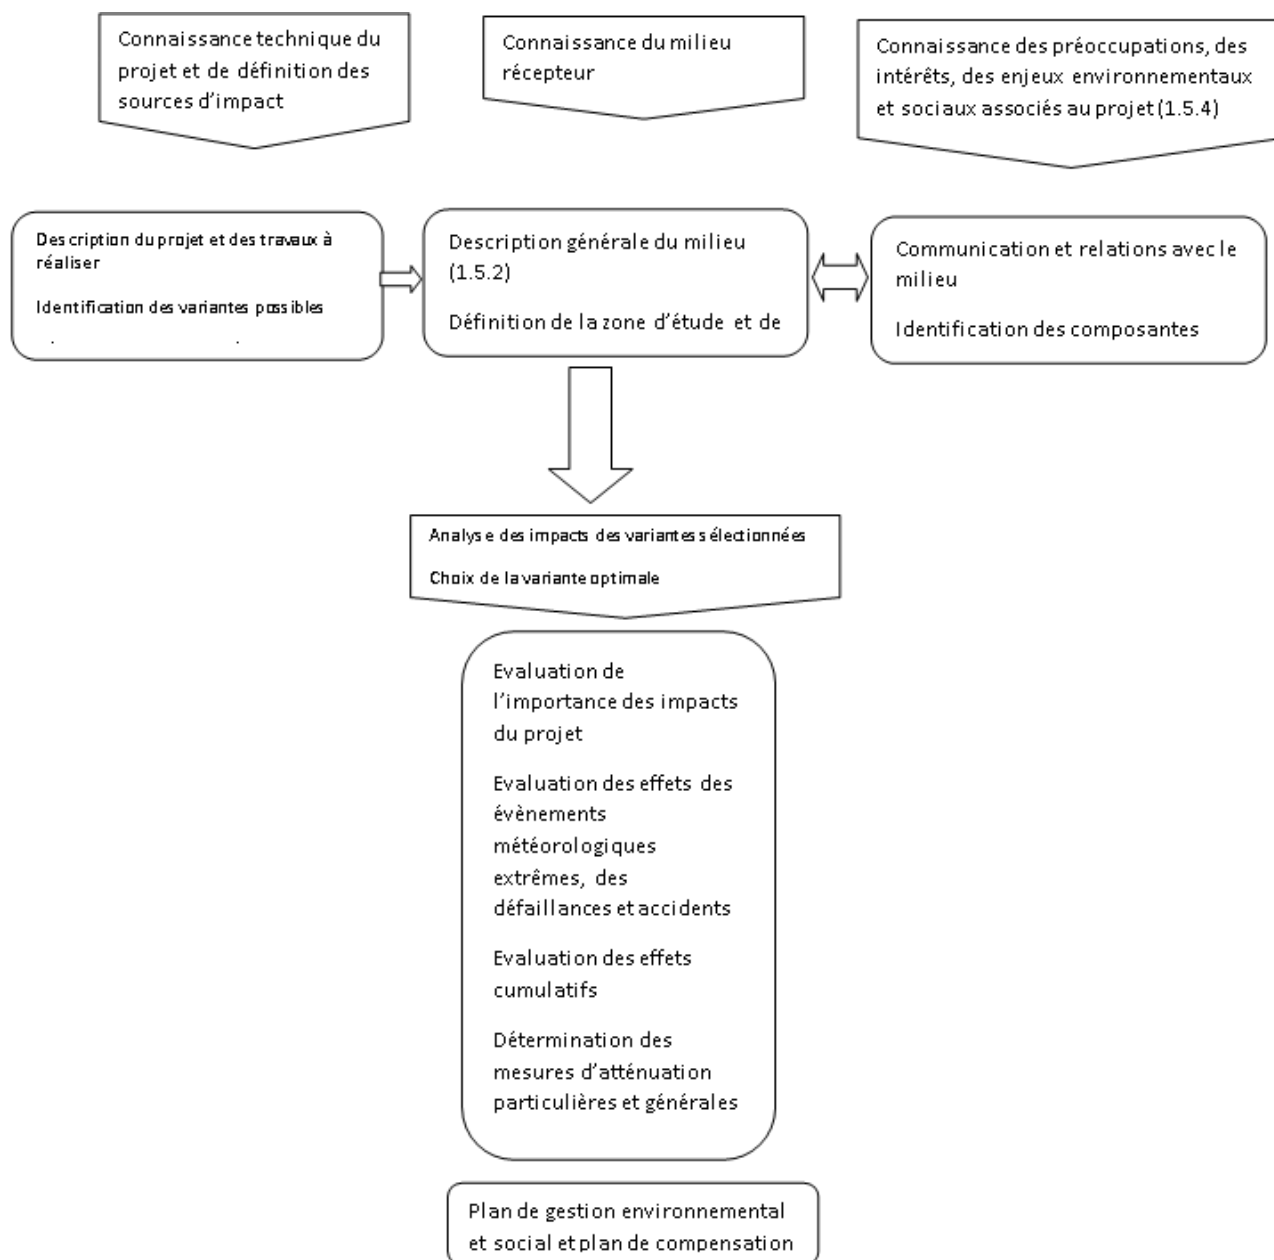 Connaissance technique du
projet et de définition des
sources d'impact
Connaissance du milieu
récepteur
Connaissance des préoccupations, des
intérêts, des enjeux environnementaux
et sociaux associés au projet (1.5.4)
Description du projet et des travaux à
réaliser
Identification des variantes possibles
Description générale du milieu
(1.5.2)
Définition de la zone d'étude et de
Communication et relations avec le
milieu
Identification des composantes
Analyse des impacts des variantes sélectionnées
Choix de la variante optimale
Evaluation de
l'importance des impacts
du projet
Evaluation des effets des
évènements
météorologiques
extrêmes, des
défaillances et accidents
Evaluation des effets
cumulatifs
Détermination des
mesures d'atténuation
particulières et générales
Plan de gestion environnemental
et social et plan de compensation